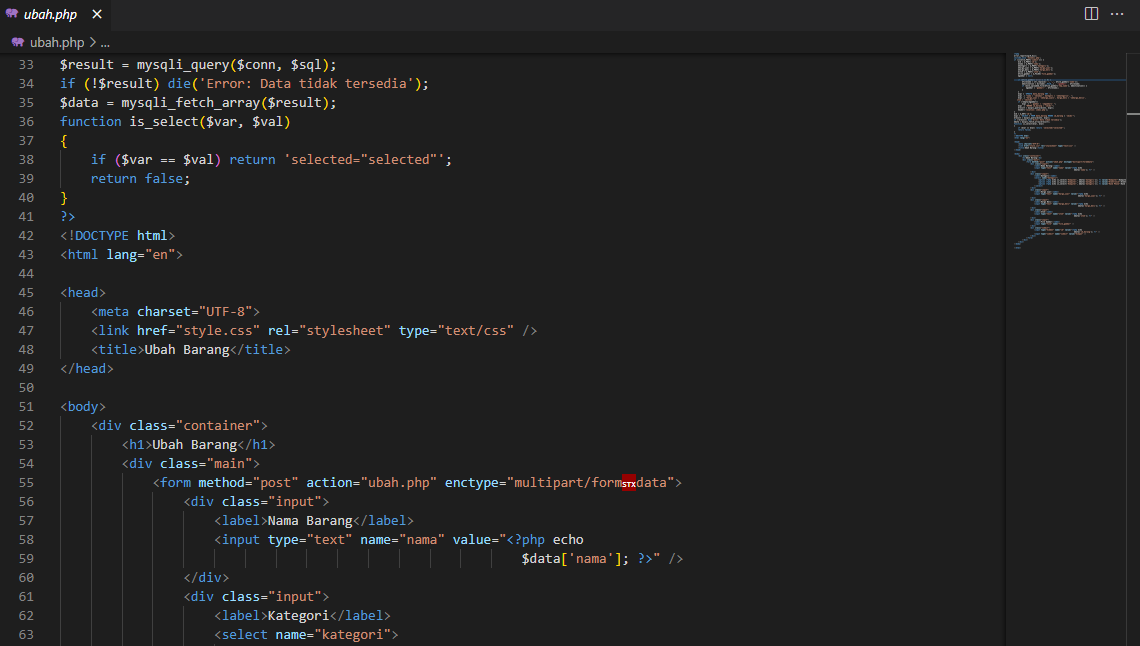 ubah.php
ubah.php > ...
33 $result = mysqli_query($conn, $sql);
34 if (!$result) die('Error: Data tidak tersedia');
35 $data = mysqli_fetch_array($result);
36 function is_select($var, $val)
37 {
38     if ($var == $val) return 'selected="selected"';
39     return false;
40 }
41 ?>
42 <!DOCTYPE html>
43 <html lang="en">
44
45 <head>
46     <meta charset="UTF-8">
47     <link href="style.css" rel="stylesheet" type="text/css" />
48     <title>Ubah Barang</title>
49 </head>
50
51 <body>
52     <div class="container">
53         <h1>Ubah Barang</h1>
54         <div class="main">
55             <form method="post" action="ubah.php" enctype="multipart/formSTXdata">
56                 <div class="input">
57                     <label>Nama Barang</label>
58                     <input type="text" name="nama" value="<?php echo
59                                                             $data['nama']; ?>" />
60                 </div>
61                 <div class="input">
62                     <label>Kategori</label>
63                     <select name="kategori">